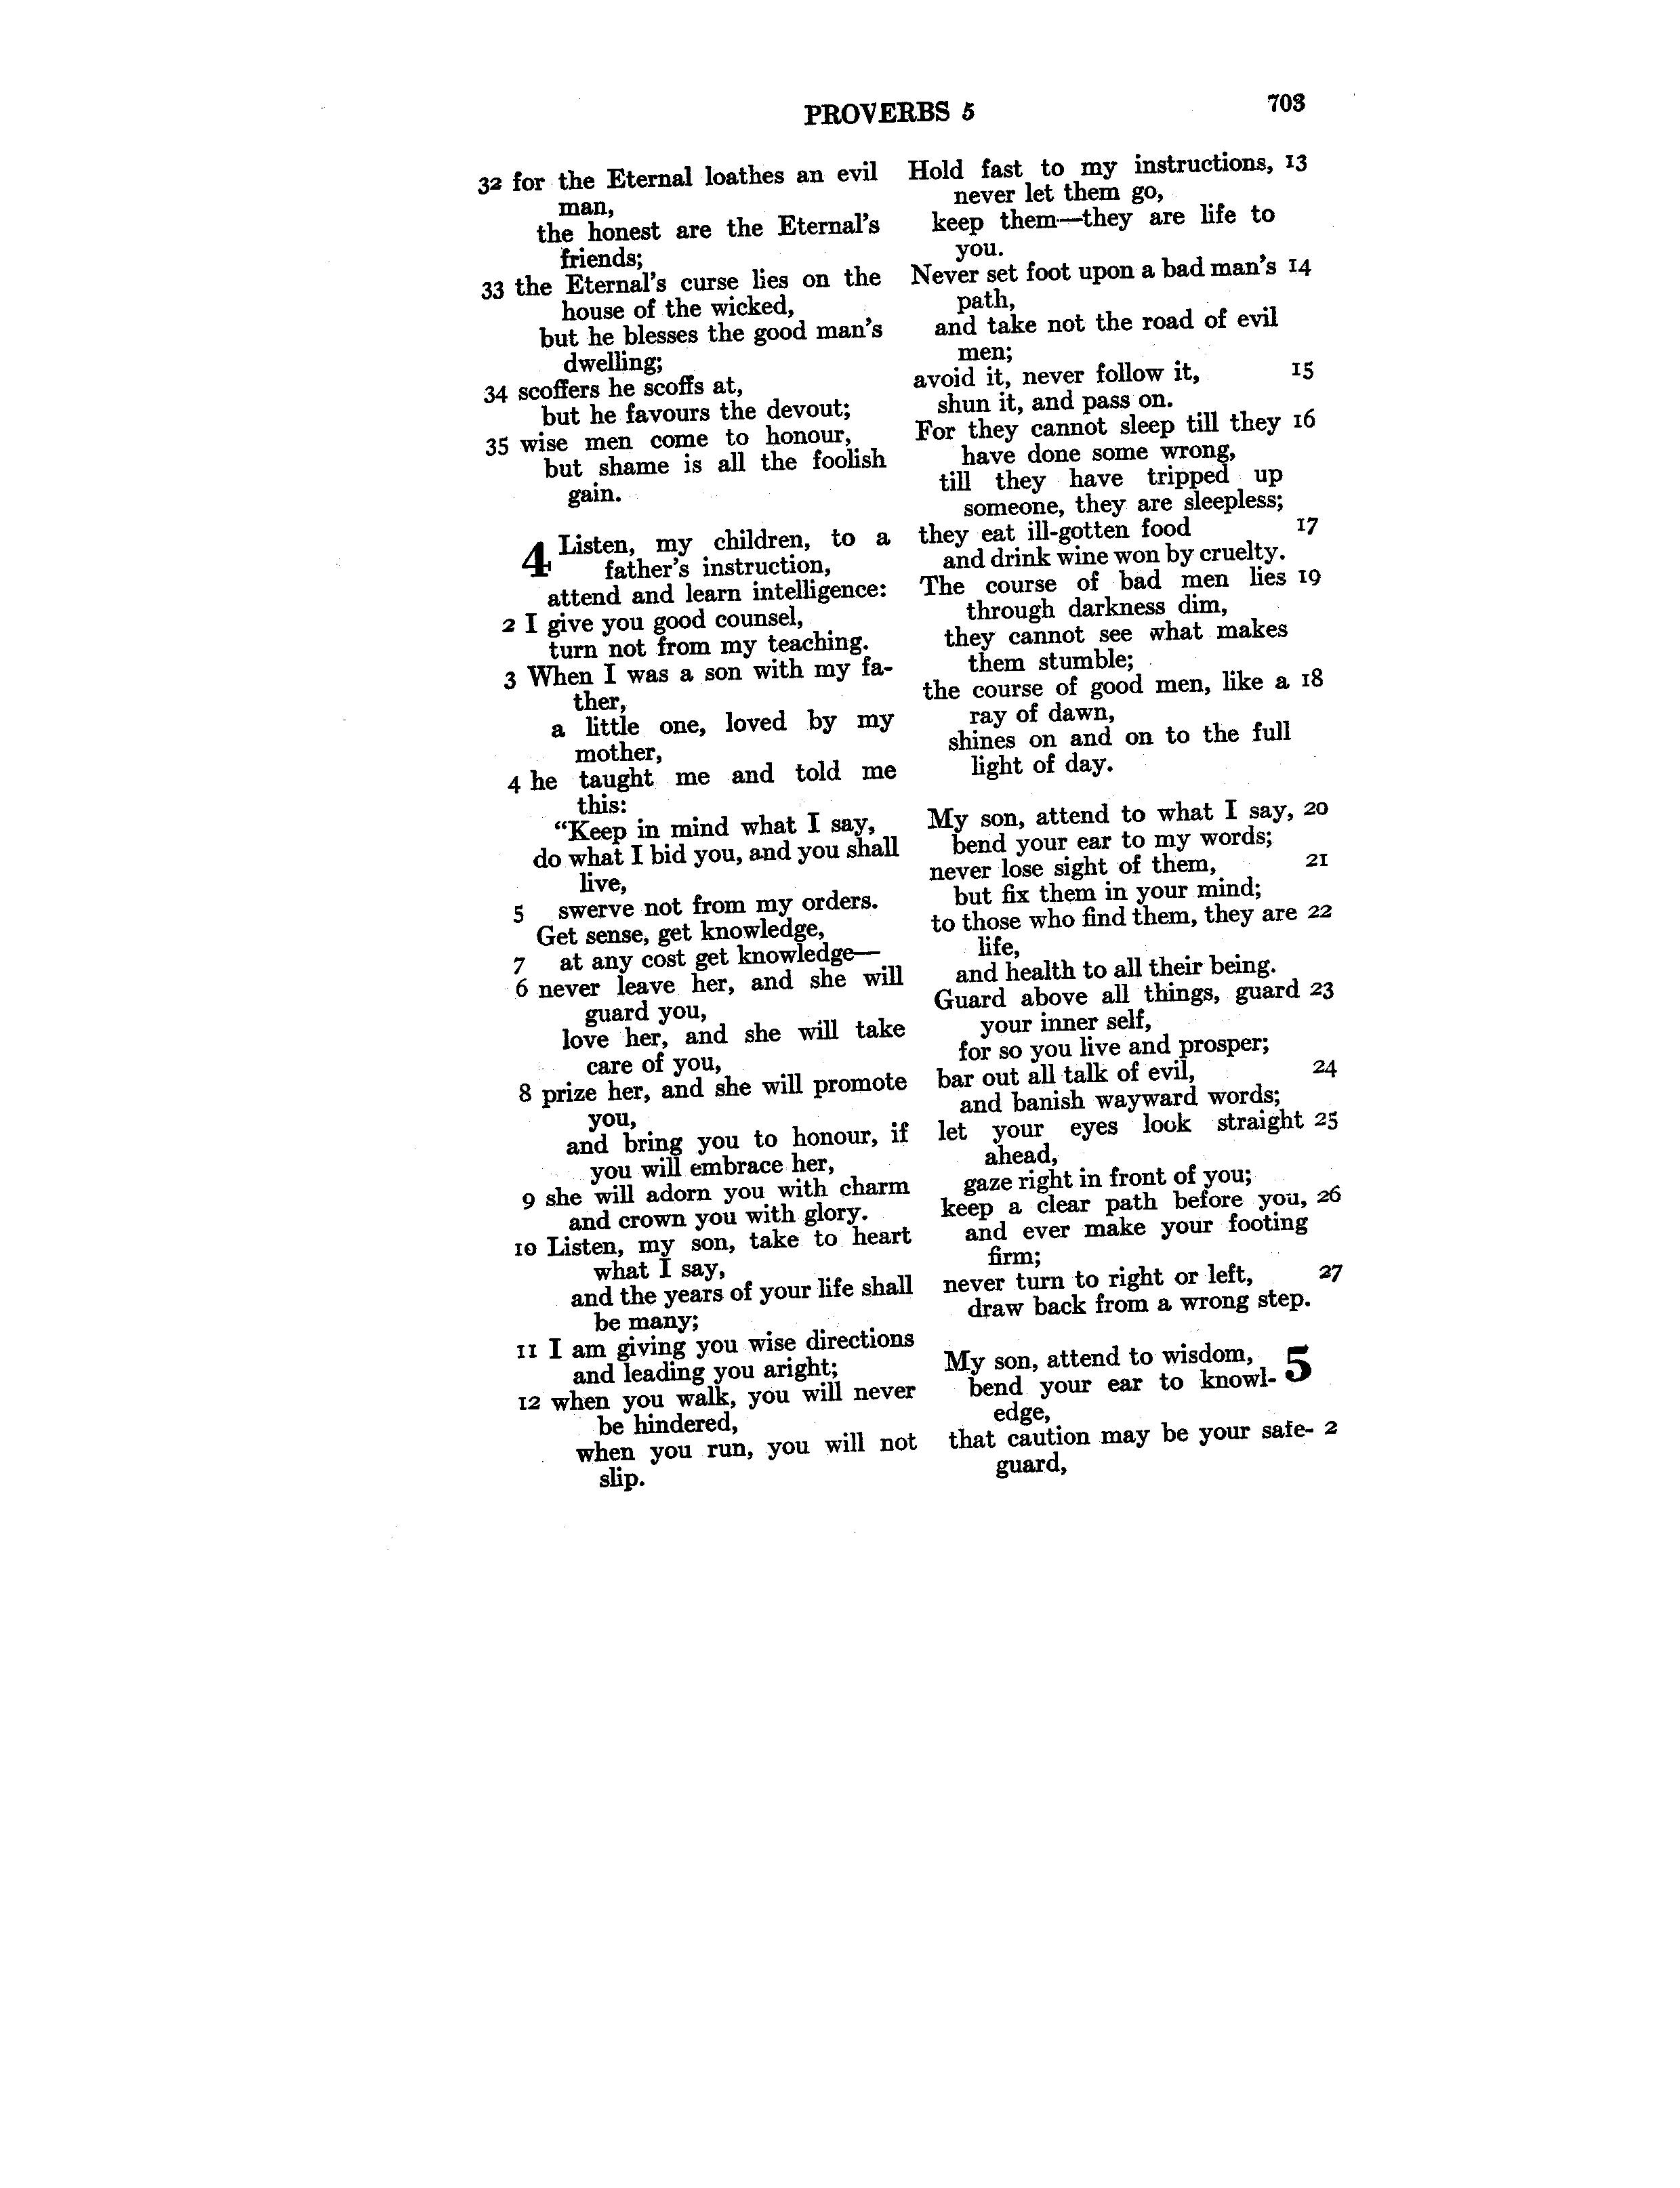 PROVERBS 5
703
32 for the Eternal loathes an evil
man,
the honest are the Eternal's
friends;
33 the Eternal's curse lies on the
house of the wicked,
but he blesses the good man's
dwelling;
34 scoffers he scoffs at,
but he favours the devout;
35 wise men come to honour,
but shame is all the foolish
gain.
4 Listen, my children, to a
father's instruction,
attend and learn intelligence:
2 I give you good counsel,
turn not from my teaching.
3 When I was a son with my fa-
ther,
a little one, loved by my
mother,
4 he taught me and told me
this:
“Keep in mind what I say,
do what I bid you, and you shall
live,
5 swerve not from my orders.
Get sense, get knowledge,
7 at any cost get knowledge—
6 never leave her, and she will
guard you,
love her, and she will take
care of you,
8 prize her, and she will promote
you,
and bring you to honour, if
you will embrace her,
9 she will adorn you with charm
and crown you with glory.
10 Listen, my son, take to heart
what I say,
and the years of your life shall
be many;
11 I am giving you wise directions
and leading you aright;
12 when you walk, you will never
be hindered,
when you run, you will not
slip.
Hold fast to my instructions, 13
never let them go,
keep them—they are life to
you.
Never set foot upon a bad man's 14
path,
and take not the road of evil
men;
avoid it, never follow it, 15
shun it, and pass on.
For they cannot sleep till they 16
have done some wrong,
till they have tripped up
someone, they are sleepless;
they eat ill-gotten food 17
and drink wine won by cruelty.
The course of bad men lies 19
through darkness dim,
they cannot see what makes
them stumble;
the course of good men, like a 18
ray of dawn,
shines on and on to the full
light of day.
My son, attend to what I say, 20
bend your ear to my words;
never lose sight of them, 21
but fix them in your mind;
to those who find them, they are 22
life,
and health to all their being.
Guard above all things, guard 23
your inner self,
for so you live and prosper;
bar out all talk of evil, 24
and banish wayward words;
let your eyes look straight 25
ahead,
gaze right in front of you;
keep a clear path before you, 26
and ever make your footing
firm;
never turn to right or left, 27
draw back from a wrong step.
My son, attend to wisdom, 5
bend your ear to knowl-
edge,
that caution may be your safe- 2
guard,